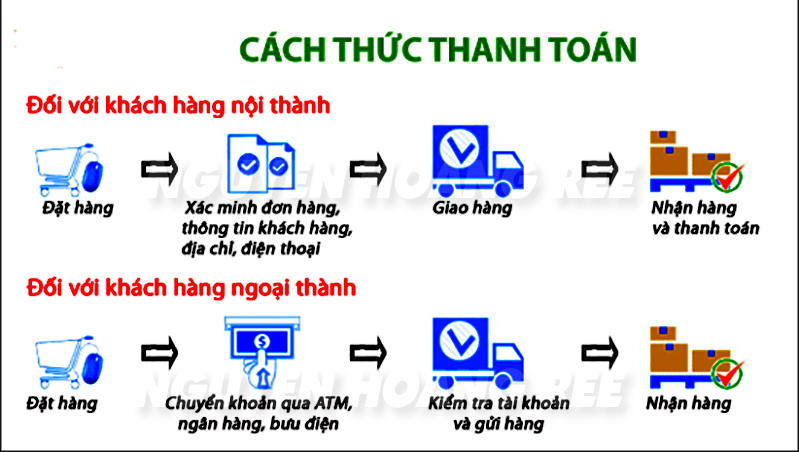 CÁCH THỨC THANH TOÁN
Đối với khách hàng nội thành
Đặt hàng
Xác minh đơn hàng,
thông tin khách hàng,
địa chỉ, điện thoại
Giao hàng
Nhận hàng
và thanh toán
NGUYEN HOANG REE
Đối với khách hàng ngoại thành
Đặt hàng
Chuyển khoản qua ATM,
ngân hàng, bưu điện
Kiểm tra tài khoản
và gửi hàng
Nhận hàng
NGUYEN HOANG REE